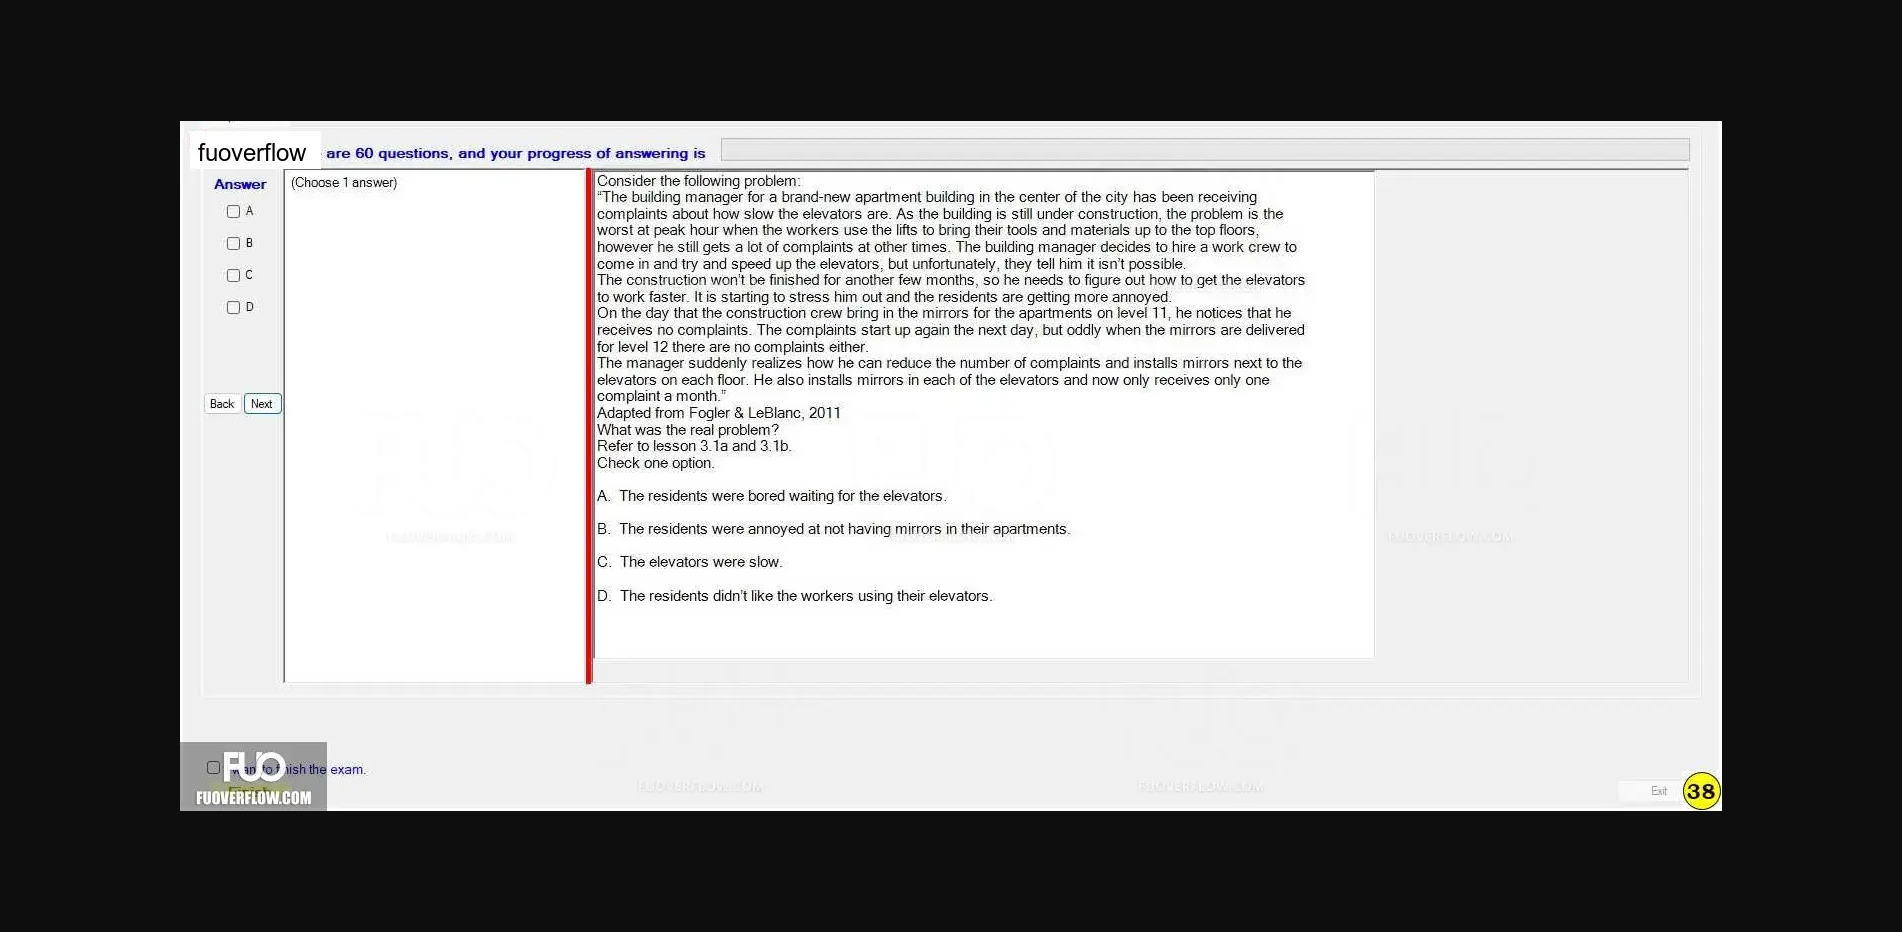 fuoverflow are 60 questions, and your progress of answering is
Answer
(Choose 1 answer)
A
B
C
D
Back Next
Consider the following problem:
“The building manager for a brand-new apartment building in the center of the city has been receiving
complaints about how slow the elevators are. As the building is still under construction, the problem is the
worst at peak hour when the workers use the lifts to bring their tools and materials up to the top floors,
however he still gets a lot of complaints at other times. The building manager decides to hire a work crew to
come in and try and speed up the elevators, but unfortunately, they tell him it isn’t possible.
The construction won’t be finished for another few months, so he needs to figure out how to get the elevators
to work faster. It is starting to stress him out and the residents are getting more annoyed.
On the day that the construction crew bring in the mirrors for the apartments on level 11, he notices that he
receives no complaints. The complaints start up again the next day, but oddly when the mirrors are delivered
for level 12 there are no complaints either.
The manager suddenly realizes how he can reduce the number of complaints and installs mirrors next to the
elevators on each floor. He also installs mirrors in each of the elevators and now only receives only one
complaint a month.”
Adapted from Fogler & LeBlanc, 2011
What was the real problem?
Refer to lesson 3.1a and 3.1b.
Check one option.
A. The residents were bored waiting for the elevators.
B. The residents were annoyed at not having mirrors in their apartments.
C. The elevators were slow.
D. The residents didn’t like the workers using their elevators.
FUOVERFLOW.COM
FUO
the exam.
FUOVERFLOW.COM
FUOVERFLOW.COM
FUOVERFLOW.COM
Exit
38